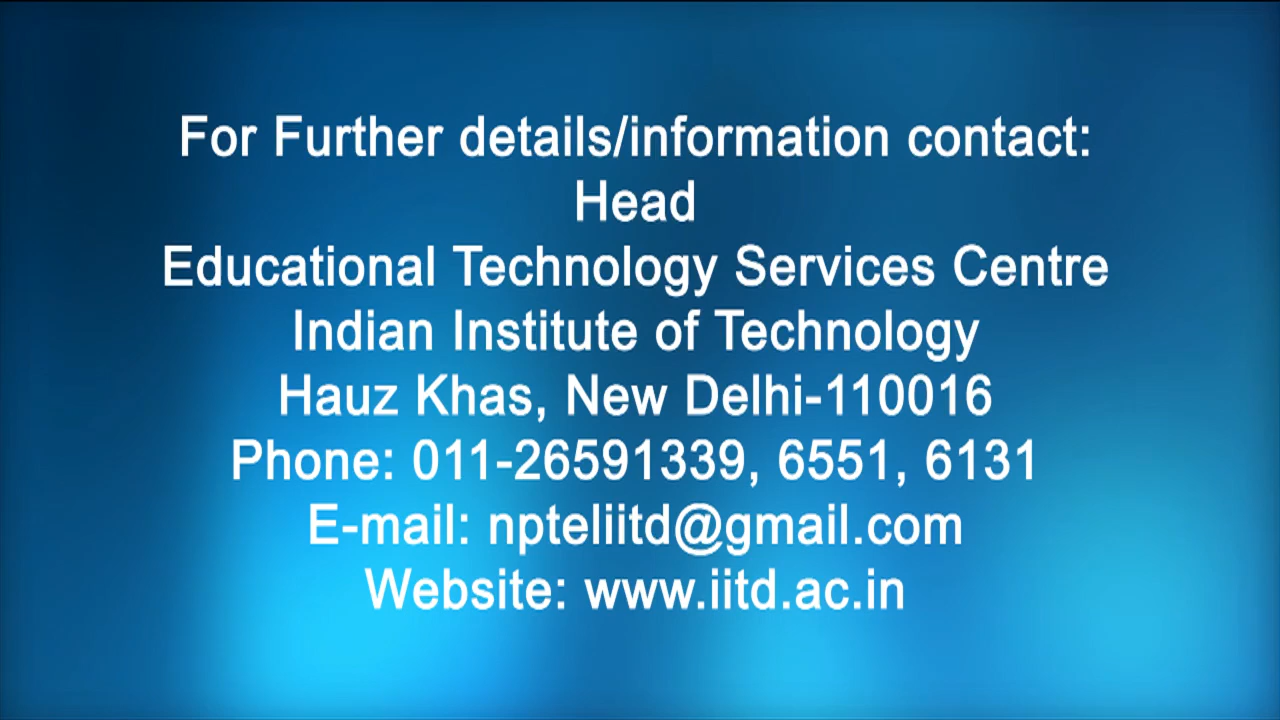 For Further details/information contact:
Head
Educational Technology Services Centre
Indian Institute of Technology
Hauz Khas, New Delhi-110016
Phone: 011-26591339, 6551, 6131
E-mail: npteliitd@gmail.com
Website: www.iitd.ac.in